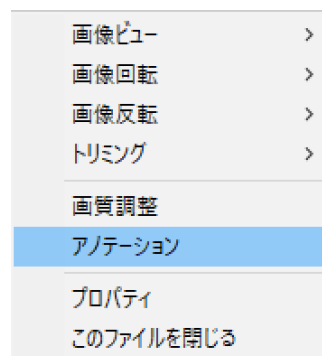 画像ビュー
画像回転
画像反転
トリミング
画質調整
アノテーション
プロパティ
このファイルを閉じる